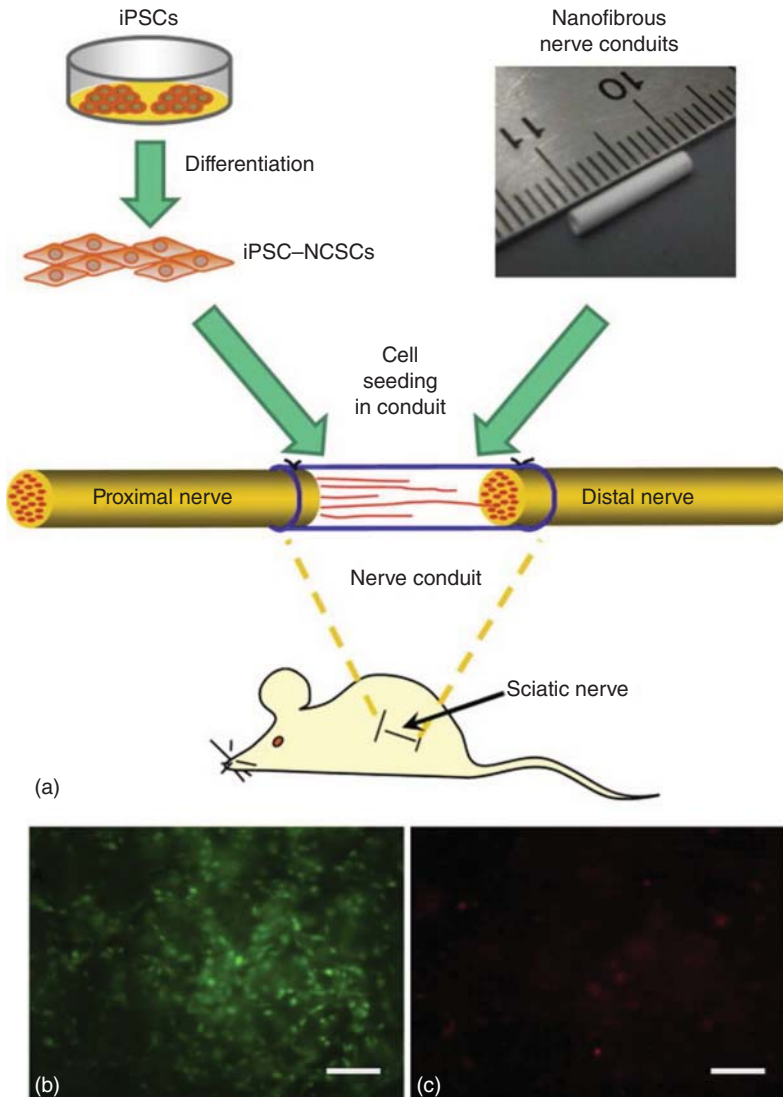 iPSCs
Nanofibrous
nerve conduits
11
10
Differentiation
iPSC–NCSCs
Cell
seeding
in conduit
Proximal nerve
Distal nerve
Nerve conduit
Sciatic nerve
(a)
(b)
(c)